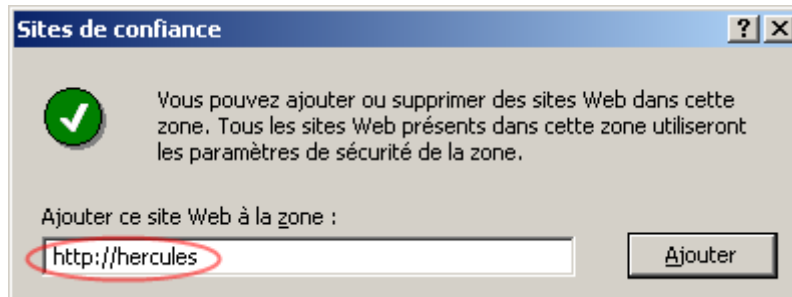 Sites de confiance
Vous pouvez ajouter ou supprimer des sites Web dans cette
zone. Tous les sites Web présents dans cette zone utiliseront
les paramètres de sécurité de la zone.
Ajouter ce site Web à la zone :
http://hercules
Ajouter